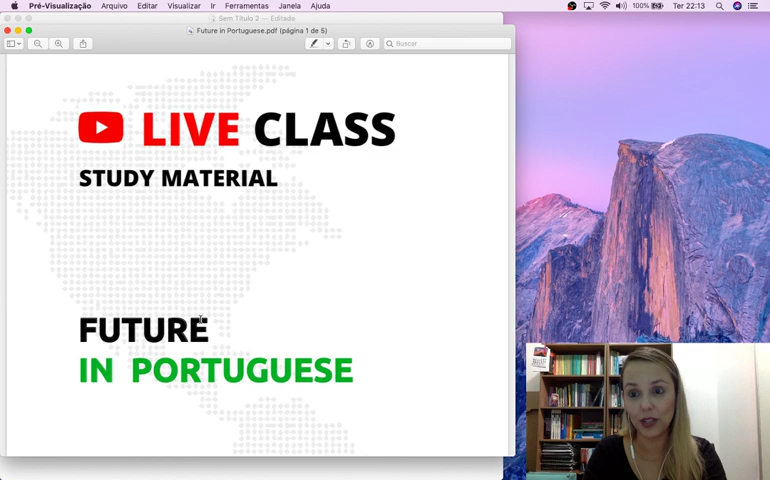 Pré-Visualização Arquivo Editar Visualizar Ir Ferramentas Janela Ajuda 100% Ter 22:13
Sem Título 2 — Editado
Future in Portuguese.pdf (página 1 de 5)
Buscar
LIVE CLASS
STUDY MATERIAL
FUTURE
IN PORTUGUESE